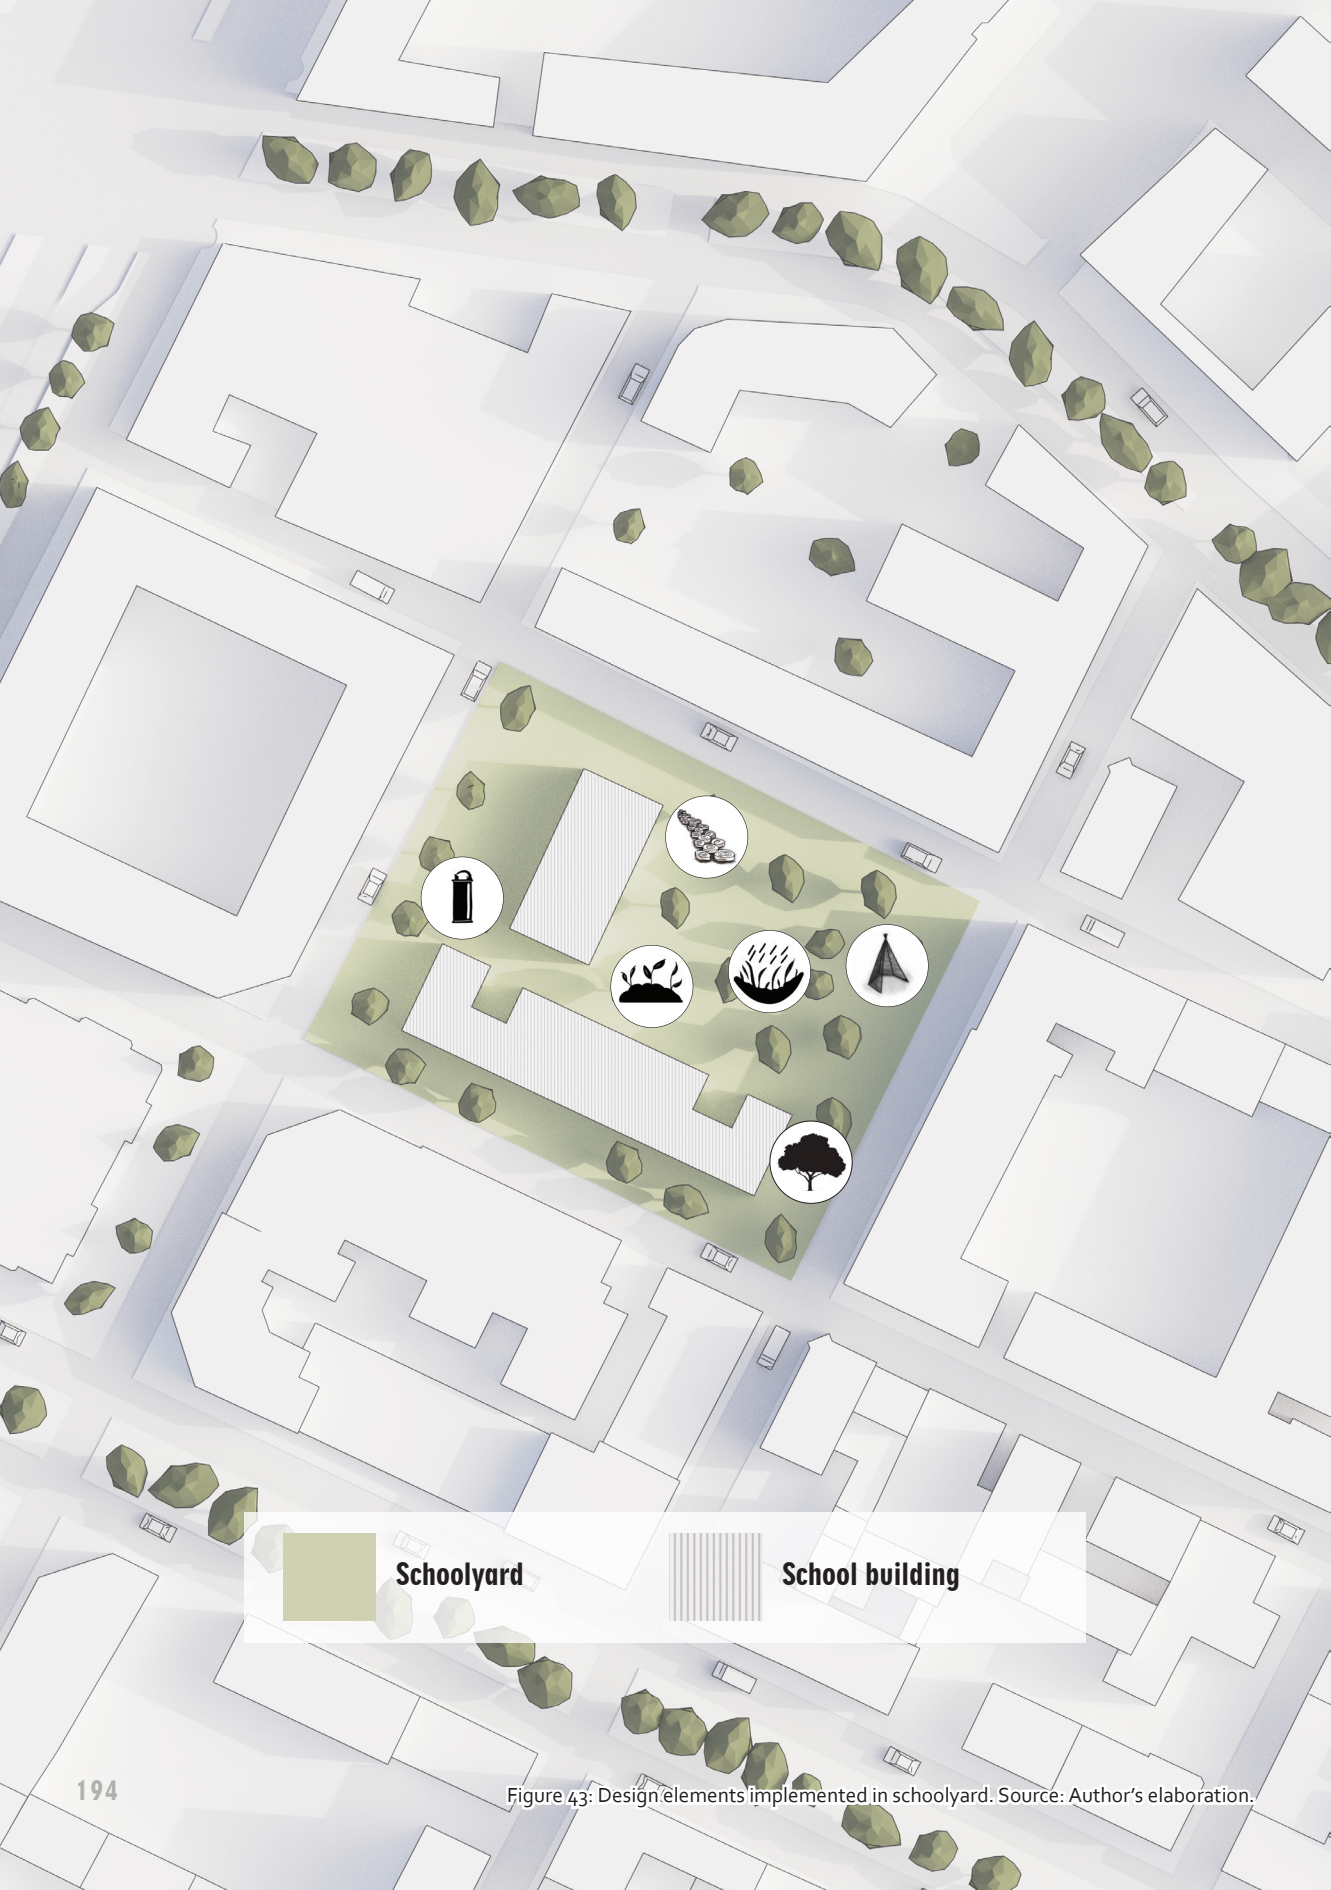 Schoolyard
School building
194
Figure 43: Design elements implemented in schoolyard. Source: Author's elaboration.